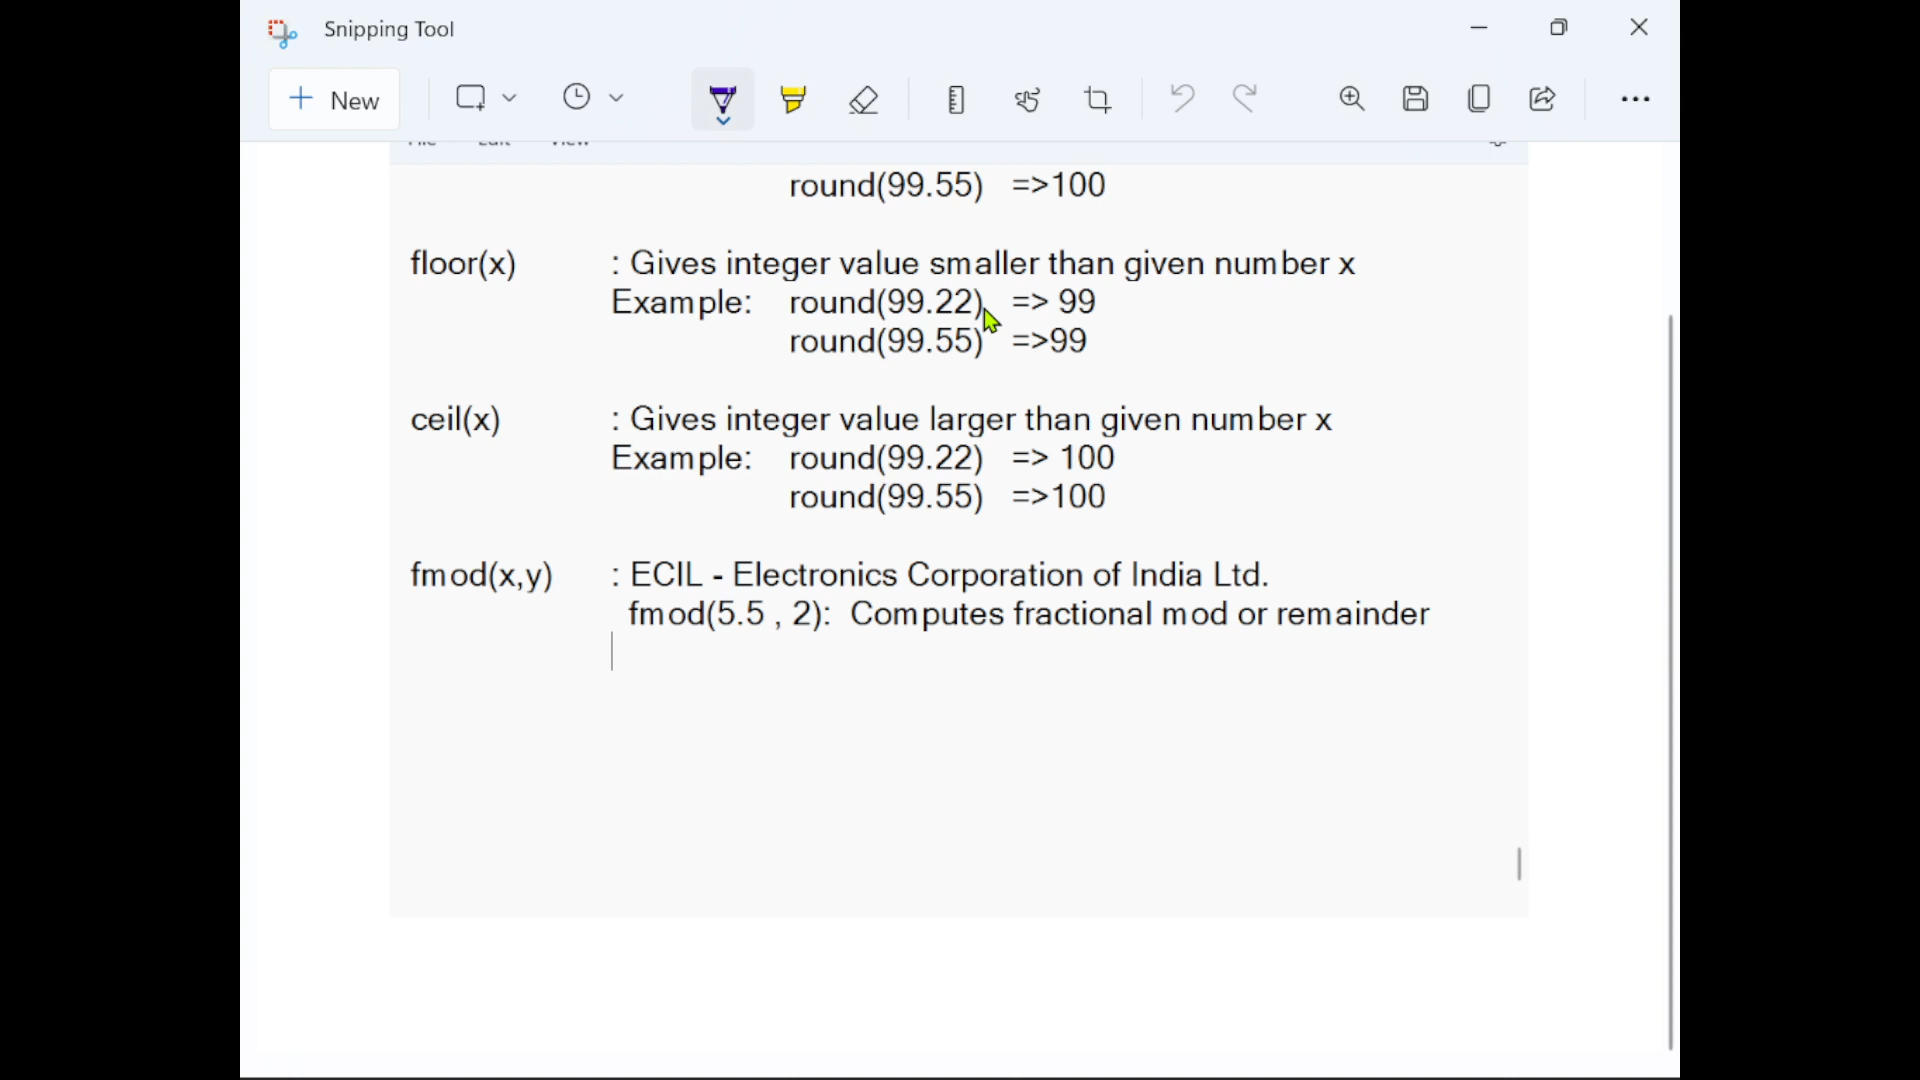 Snipping Tool
New
round(99.55) =>100
floor(x) : Gives integer value smaller than given number x
Example: round(99.22) => 99
round(99.55) =>99
ceil(x) : Gives integer value larger than given number x
Example: round(99.22) => 100
round(99.55) =>100
fmod(x,y) : ECIL - Electronics Corporation of India Ltd.
fmod(5.5 , 2): Computes fractional mod or remainder